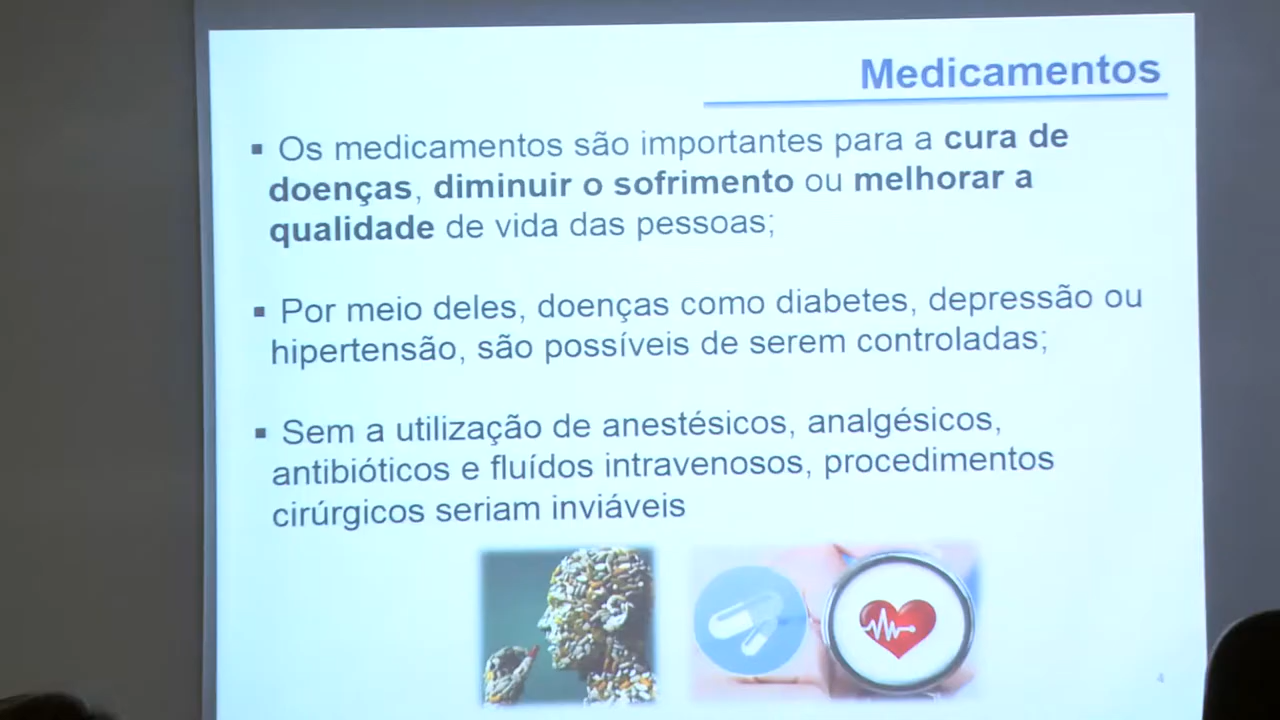 Medicamentos
▪ Os medicamentos são importantes para a cura de
doenças, diminuir o sofrimento ou melhorar a
qualidade de vida das pessoas;
▪ Por meio deles, doenças como diabetes, depressão ou
hipertensão, são possíveis de serem controladas;
▪ Sem a utilização de anestésicos, analgésicos,
antibióticos e fluídos intravenosos, procedimentos
cirúrgicos seriam inviáveis
4